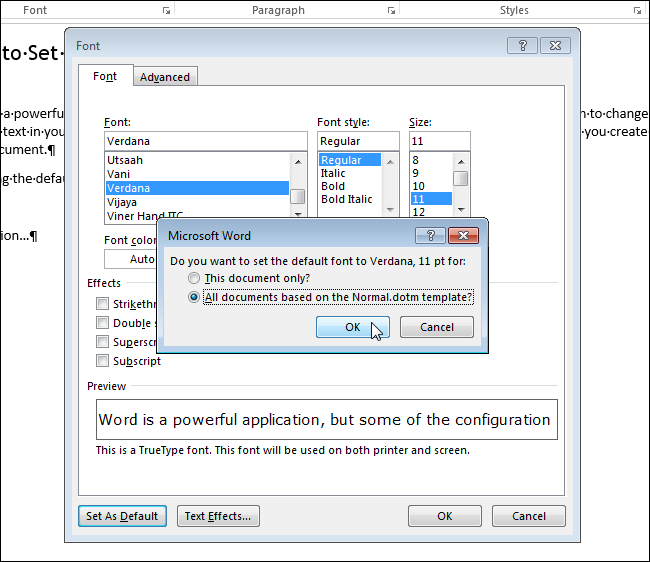 Font
Paragraph
Styles
to·Set·
Font
Font
Advanced
a·powerfu
n·to·change
text·in·you
you·create
cument.¶
ng·the·defau
ion...¶
Font:
Font style:
Size:
Verdana
Regular
11
Utsaah
Vani
Verdana
Vijaya
Viner Hand ITC
Regular
Italic
Bold
Bold Italic
8
9
10
11
12
Font colo
Auto
Microsoft Word
Do you want to set the default font to Verdana, 11 pt for:
This document only?
All documents based on the Normal.dotm template?
OK
Cancel
Effects
Strikethr
Double s
Superscr
Subscript
Preview
Word is a powerful application, but some of the configuration
This is a TrueType font. This font will be used on both printer and screen.
Set As Default
Text Effects...
OK
Cancel